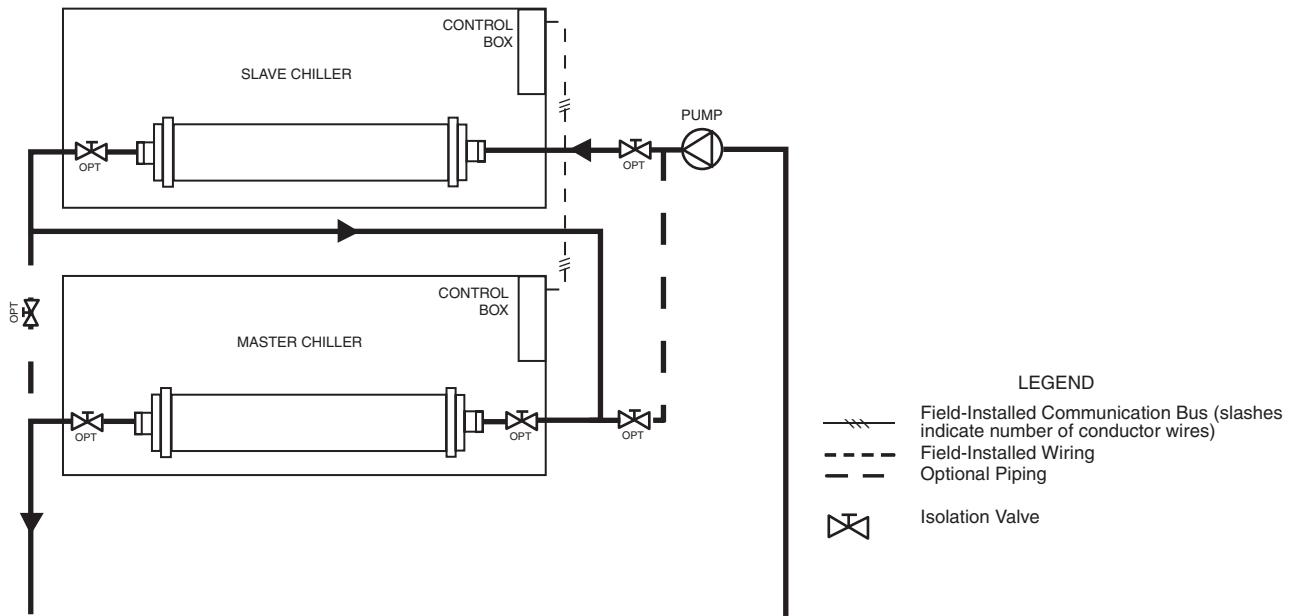 CONTROL
BOX
SLAVE CHILLER
PUMP
OPT
OPT
CONTROL
BOX
OPT
MASTER CHILLER
OPT
OPT
OPT
LEGEND
Field-Installed Communication Bus (slashes
indicate number of conductor wires)
Field-Installed Wiring
Optional Piping
Isolation Valve